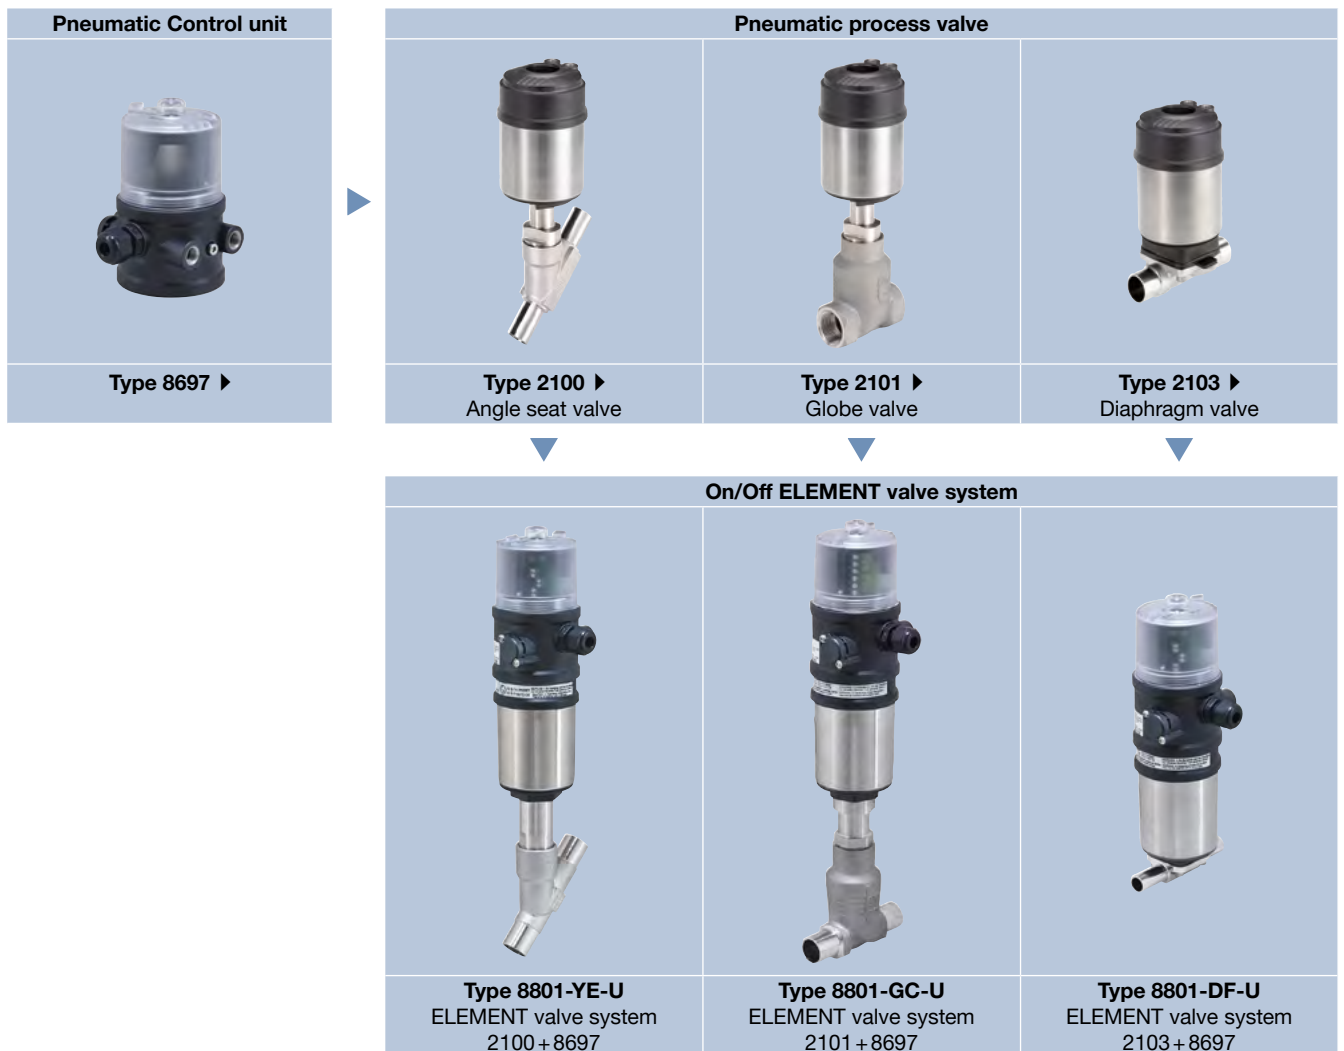 Pneumatic Control unit
Pneumatic process valve
Type 8697
Type 2100
Angle seat valve
Type 2101
Globe valve
Type 2103
Diaphragm valve
On/Off ELEMENT valve system
Type 8801-YE-U
ELEMENT valve system
2100 + 8697
Type 8801-GC-U
ELEMENT valve system
2101 + 8697
Type 8801-DF-U
ELEMENT valve system
2103 + 8697